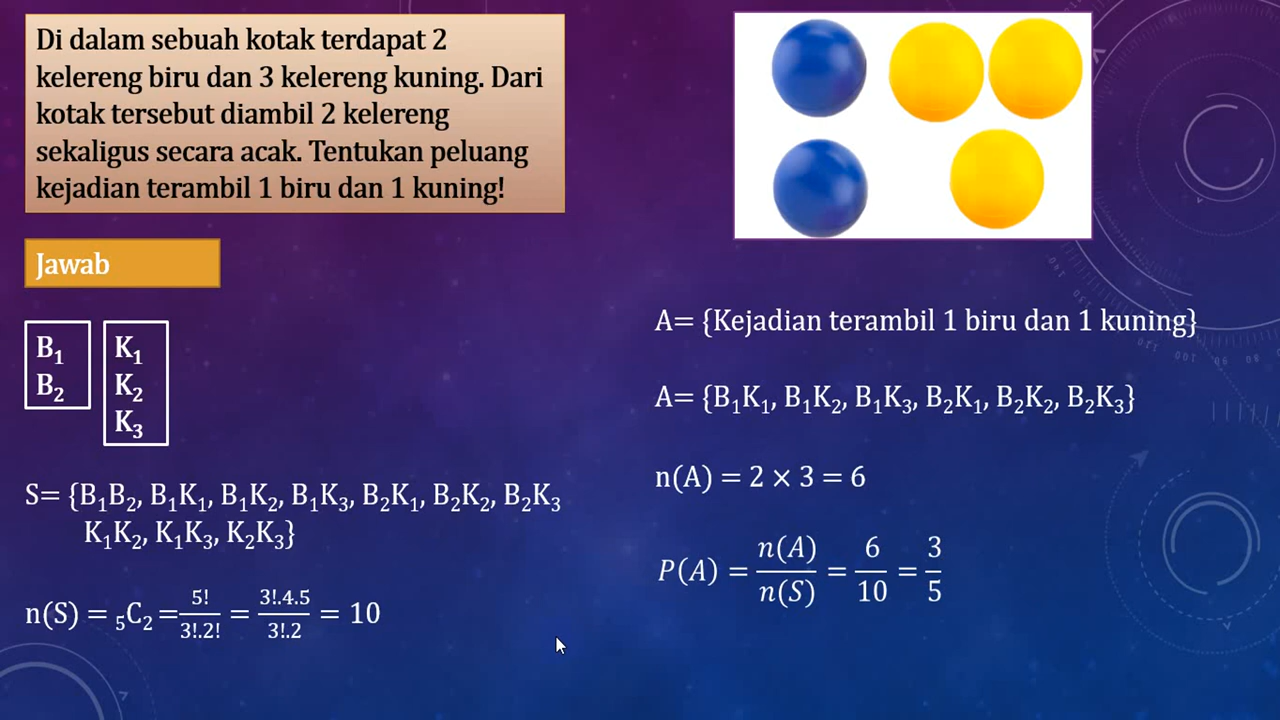 Di dalam sebuah kotak terdapat 2
kelereng biru dan 3 kelereng kuning. Dari
kotak tersebut diambil 2 kelereng
sekaligus secara acak. Tentukan peluang
kejadian terambil 1 biru dan 1 kuning!
Jawab
B₁
B₂
K₁
K₂
K₃
S= {B₁B₂, B₁K₁, B₁K₂, B₁K₃, B₂K₁, B₂K₂, B₂K₃
K₁K₂, K₁K₃, K₂K₃}
n(S) = ₅C₂ = 5!/3!.2! = 3!.4.5/3!.2 = 10
A= {Kejadian terambil 1 biru dan 1 kuning}
A= {B₁K₁, B₁K₂, B₁K₃, B₂K₁, B₂K₂, B₂K₃}
n(A) = 2 × 3 = 6
P(A) = n(A)/n(S) = 6/10 = 3/5